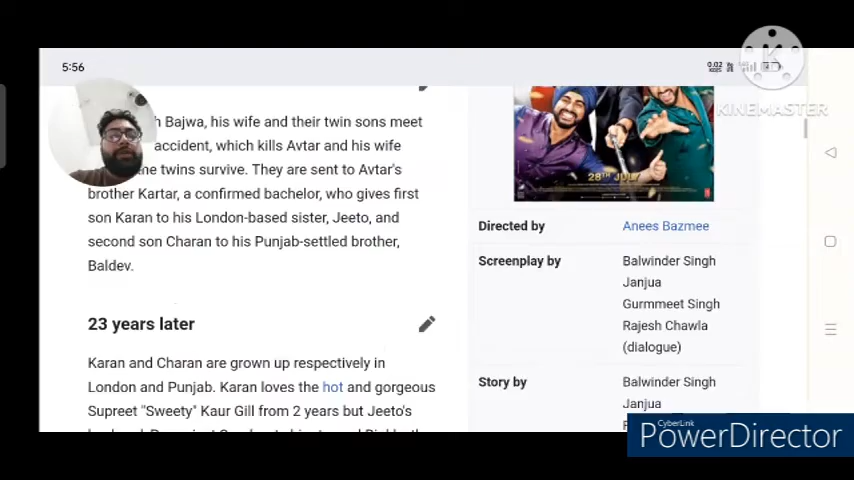 5:56
0.02
KINEMASTER
h Bajwa, his wife and their twin sons meet
accident, which kills Avtar and his wife
the twins survive. They are sent to Avtar's
brother Kartar, a confirmed bachelor, who gives first
son Karan to his London-based sister, Jeeto, and
second son Charan to his Punjab-settled brother,
Baldev.
23 years later
Karan and Charan are grown up respectively in
London and Punjab. Karan loves the hot and gorgeous
Supreet "Sweety" Kaur Gill from 2 years but Jeeto's
28TH JULY
Directed by
Anees Bazmee
Screenplay by
Balwinder Singh
Janjua
Gurmmeet Singh
Rajesh Chawla
(dialogue)
Story by
Balwinder Singh
Janjua
CyberLink
PowerDirector